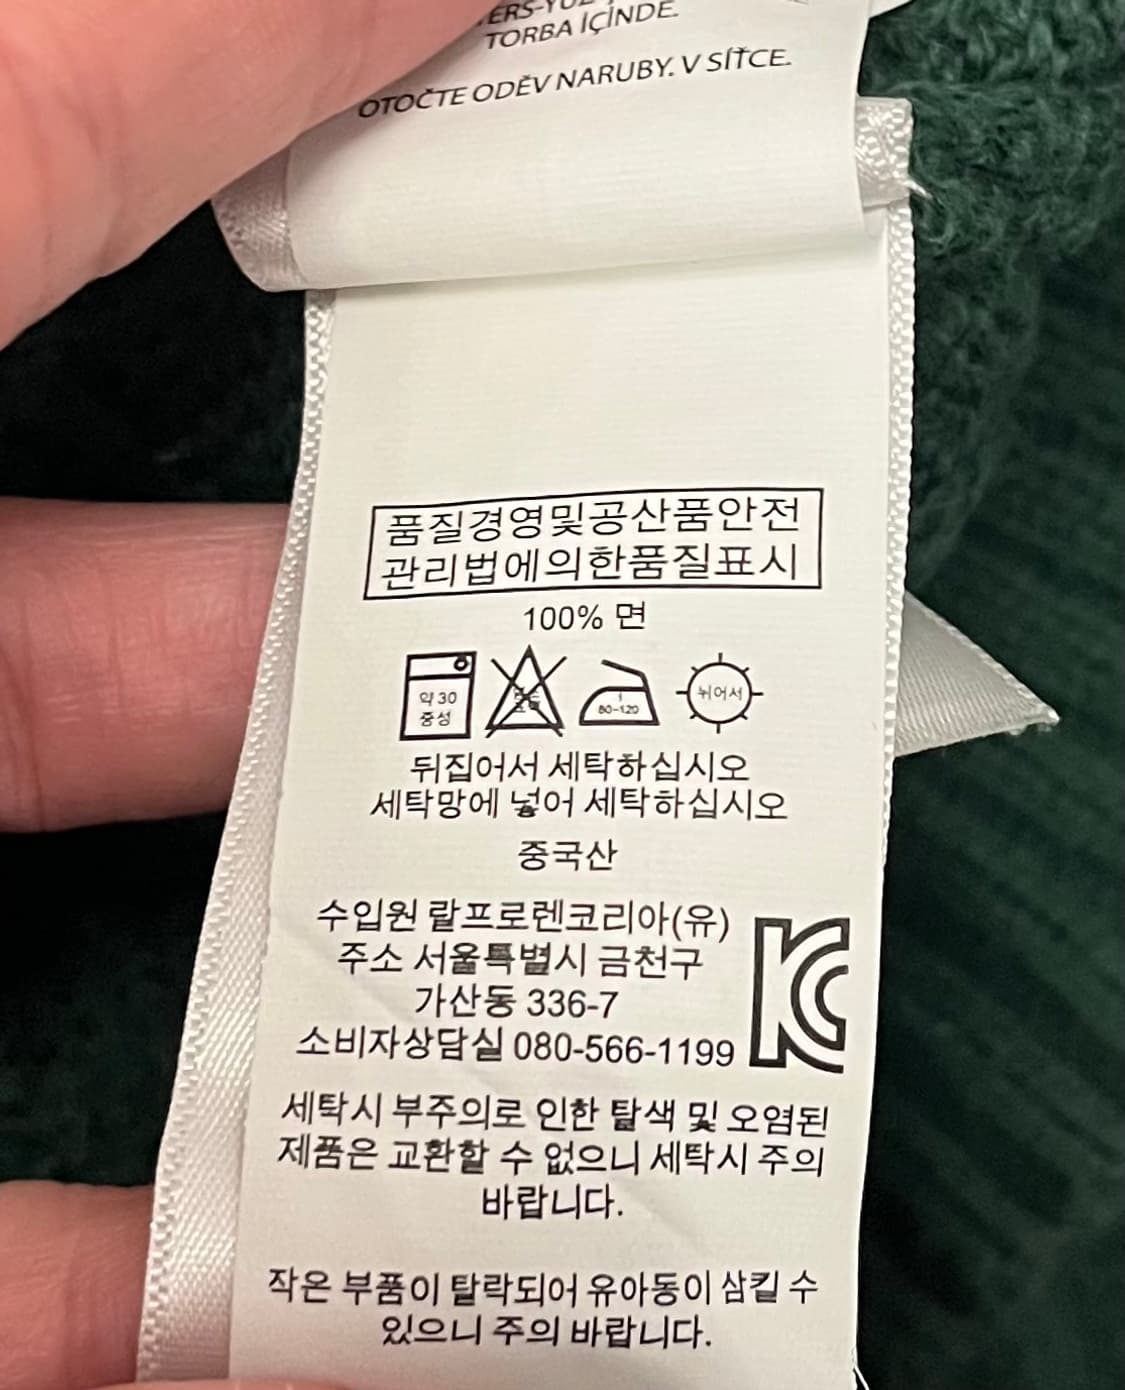 TORBA İÇİNDE.
OTOČTE ODĚV NARUBY. V SÍŤCE.
품질경영및공산품안전
관리법에의한품질표시
100% 면
약 30
중성
80-120
뉘어서
뒤집어서 세탁하십시오
세탁망에 넣어 세탁하십시오
중국산
수입원 랄프로렌코리아(유)
주소 서울특별시 금천구
가산동 336-7
소비자상담실 080-566-1199
세탁시 부주의로 인한 탈색 및 오염된
제품은 교환할 수 없으니 세탁시 주의
바랍니다.
작은 부품이 탈락되어 유아동이 삼킬 수
있으니 주의 바랍니다.